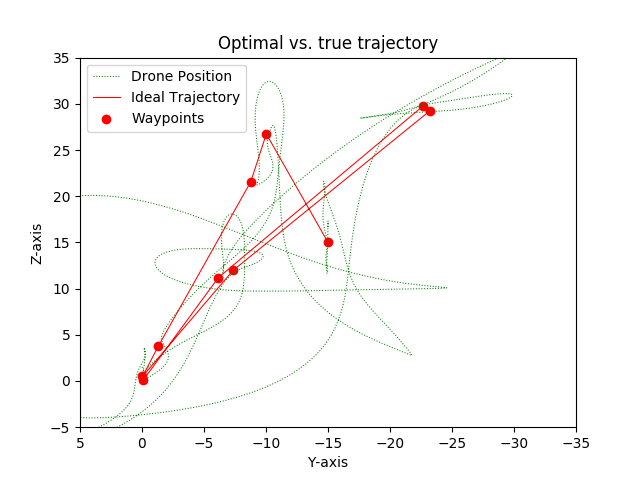 Optimal vs. true trajectory
Drone Position
Ideal Trajectory
Waypoints
35
30
25
20
15
10
5
0
−5
Z-axis
5 0 −5 −10 −15 −20 −25 −30 −35
Y-axis